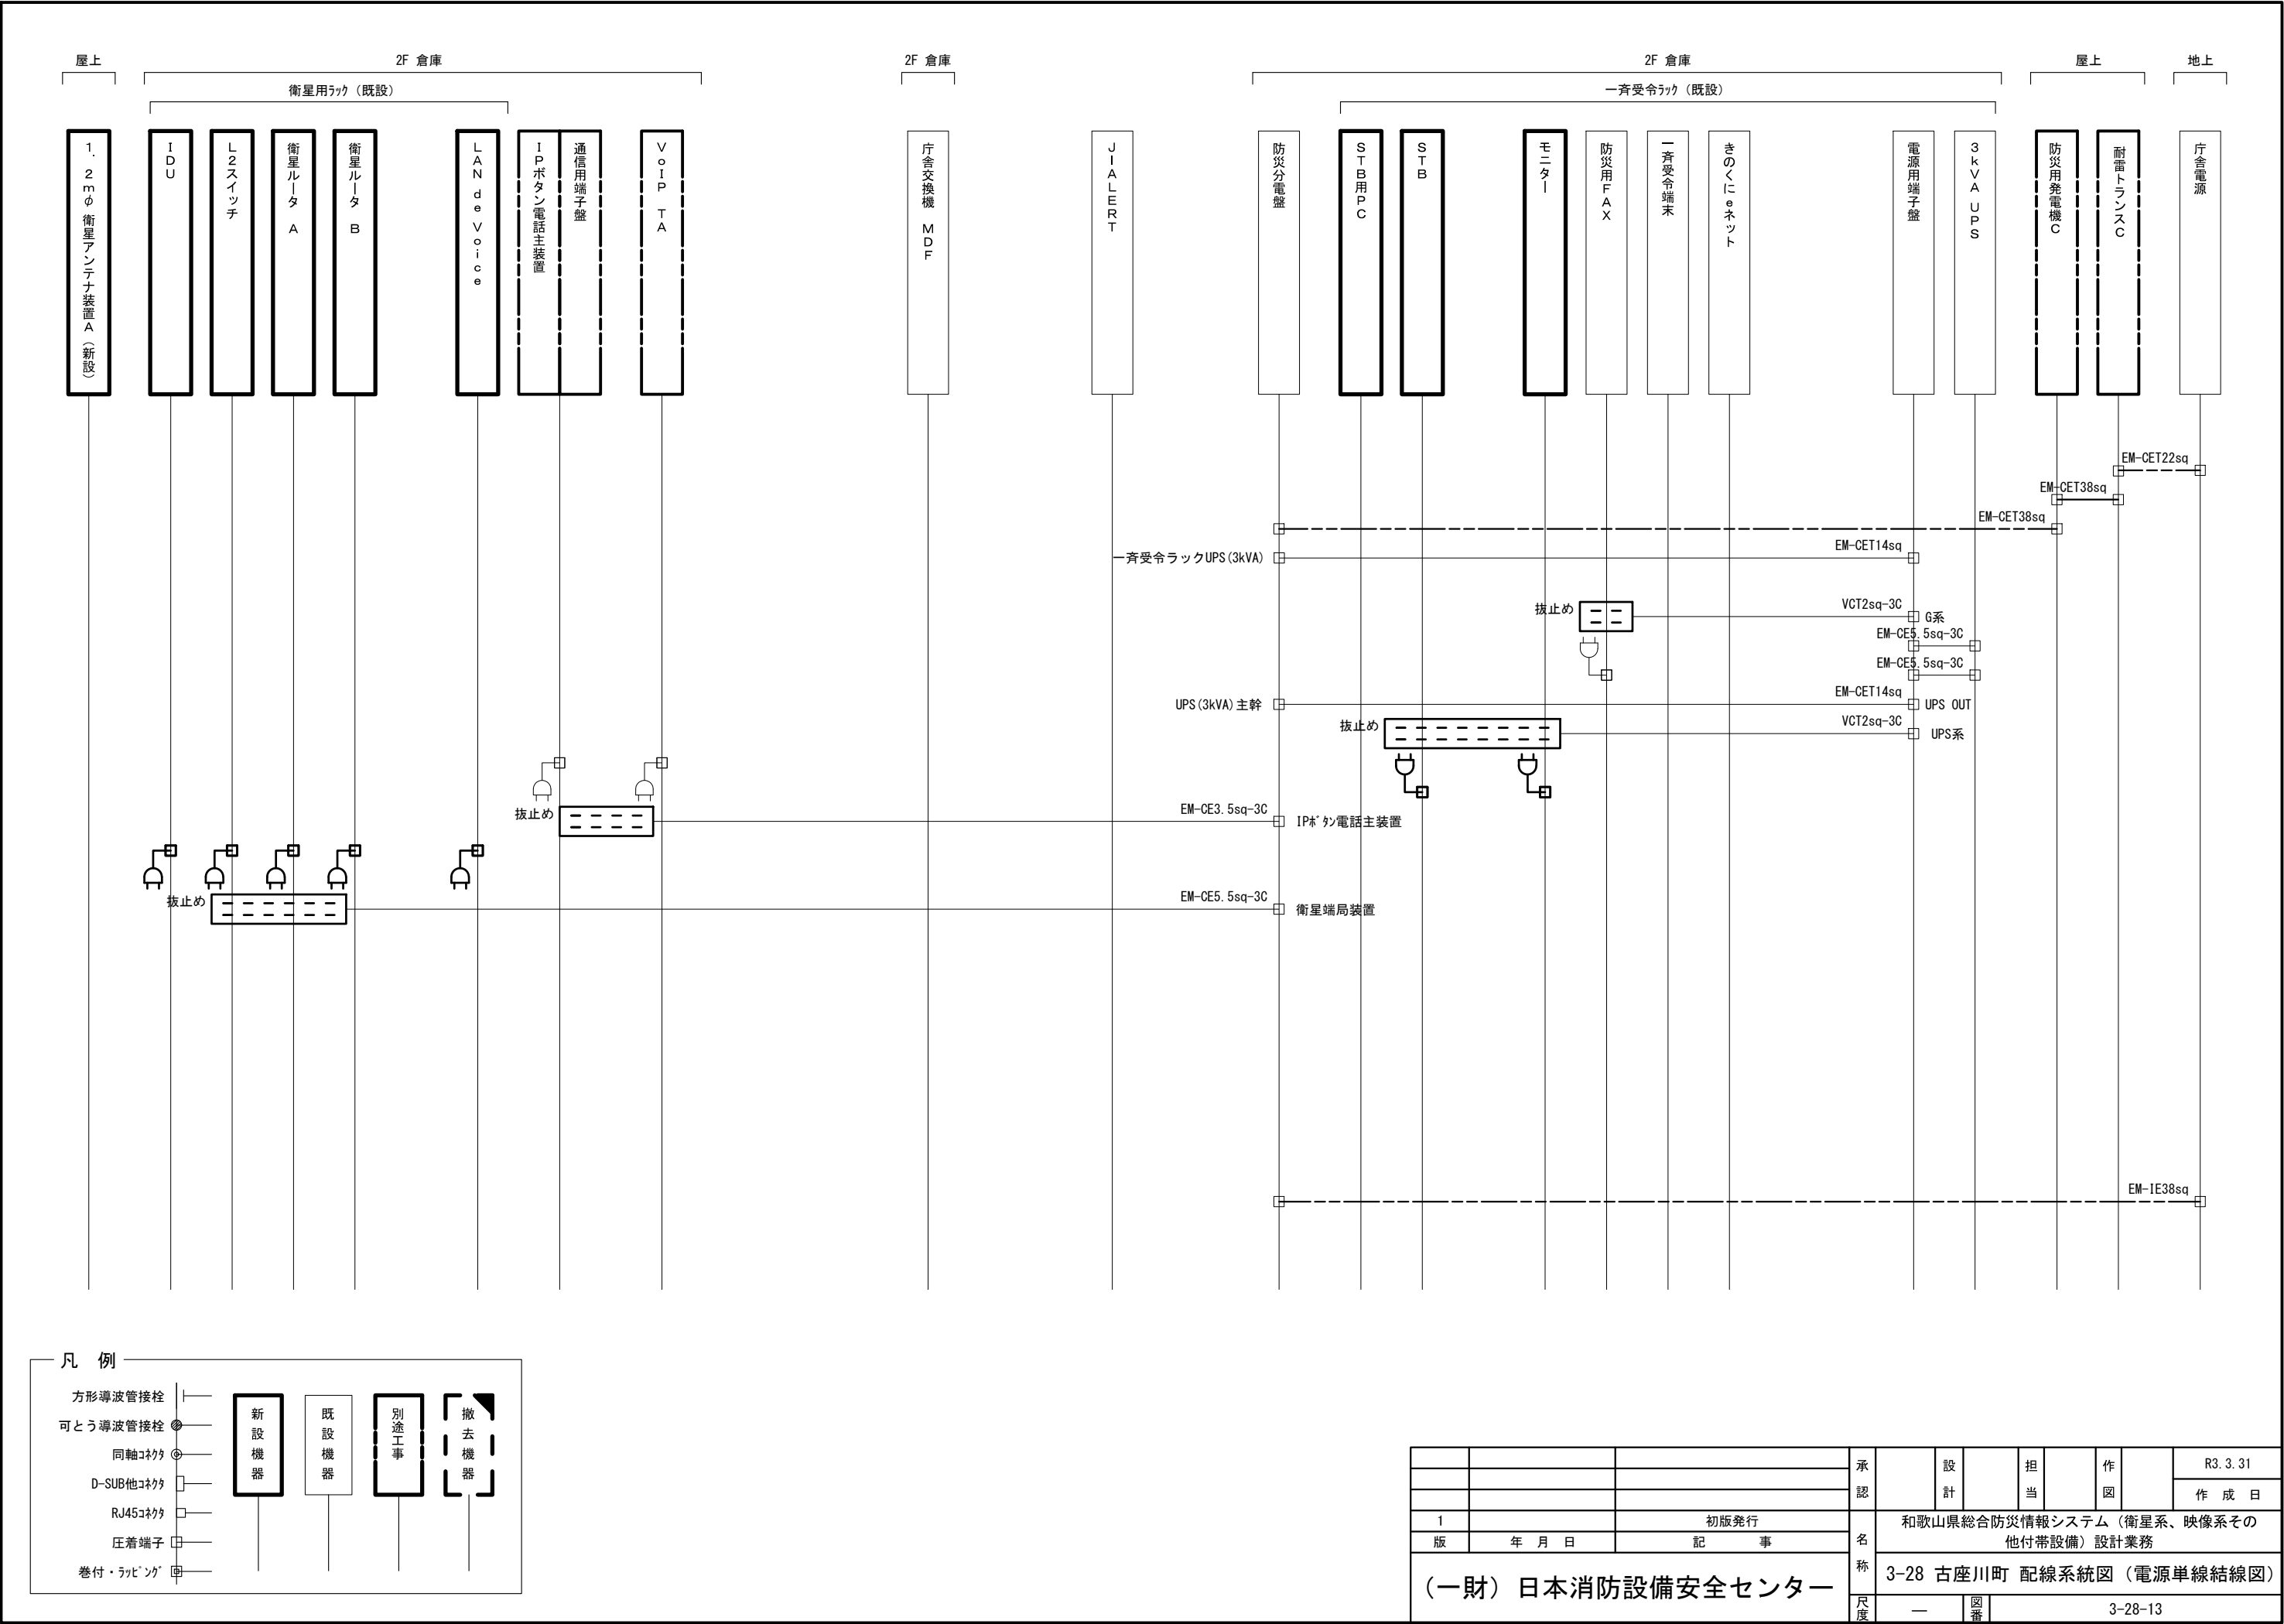 屋上
2F 倉庫
2F 倉庫
2F 倉庫
屋上
地上
衛星用ﾗｯｸ（既設）
一斉受令ﾗｯｸ（既設）
１．２ｍφ 衛星アンテナ装置Ａ（新設）
ＩＤＵ
Ｌ２スイッチ
衛星ルータ Ａ
衛星ルータ Ｂ
ＬＡＮ ｄｅ Ｖｏｉｃｅ
ＩＰボタン電話主装置
通信用端子盤
ＶｏＩＰ ＴＡ
庁舎交換機 ＭＤＦ
ＪｌＡＬＥＲＴ
防災分電盤
ＳＴＢ用ＰＣ
ＳＴＢ
モニター
防災用ＦＡＸ
一斉受令端末
きのくにｅネット
電源用端子盤
３ｋＶＡ ＵＰＳ
防災用発電機Ｃ
耐雷トランスＣ
庁舎電源
EM-CET22sq
EM-CET38sq
EM-CET38sq
一斉受令ラックUPS(3kVA)
EM-CET14sq
抜止め
VCT2sq-3C
G系
EM-CE5.5sq-3C
EM-CE5.5sq-3C
UPS(3kVA)主幹
EM-CET14sq
UPS OUT
抜止め
VCT2sq-3C
UPS系
抜止め
EM-CE3.5sq-3C
IPﾎﾞﾀﾝ電話主装置
抜止め
EM-CE5.5sq-3C
衛星端局装置
EM-IE38sq
凡 例
方形導波管接栓
可とう導波管接栓
同軸ｺﾈｸﾀ
D-SUB他ｺﾈｸﾀ
RJ45ｺﾈｸﾀ
圧着端子
巻付・ﾗｯﾋﾟﾝｸﾞ
新設機器
既設機器
別途工事
撤去機器
承認
設計
担当
作図
R3.3.31
作 成 日
1
初版発行
版
年 月 日
記 事
名称
和歌山県総合防災情報システム（衛星系、映像系その
他付帯設備）設計業務
（一財）日本消防設備安全センター
3-28 古座川町 配線系統図（電源単線結線図）
尺度
―
図番
3-28-13